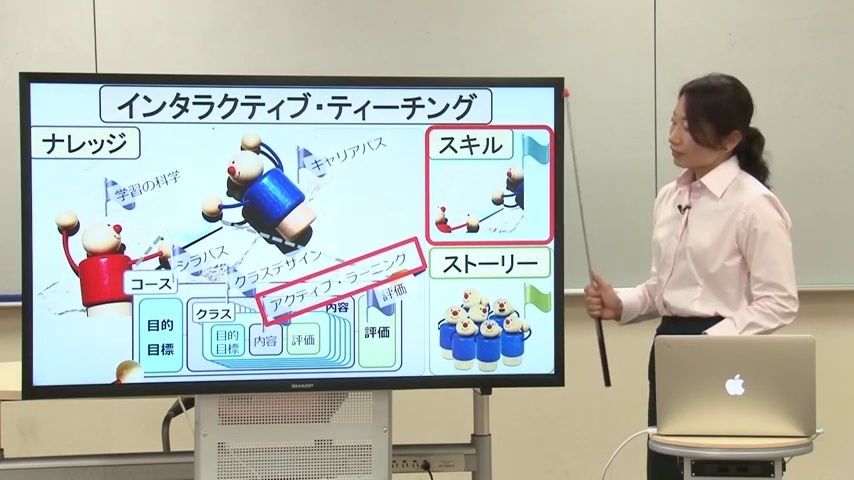 インタラクティブ・ティーチング
ナレッジ
スキル
キャリアパス
学習の科学
シラバス
クラスデザイン
アクティブ・ラーニング
ストーリー
コース
クラス
内容
評価
目的
目標
目的
目標
内容
評価
評価
SHARP